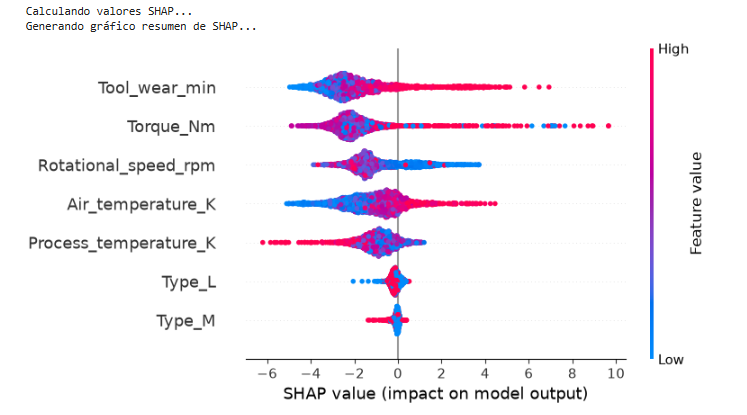 Calculando valores SHAP...
Generando gráfico resumen de SHAP...
High
Tool_wear_min
Torque_Nm
Rotational_speed_rpm
Air_temperature_K
Process_temperature_K
Type_L
Type_M
Feature value
Low
−6 −4 −2 0 2 4 6 8 10
SHAP value (impact on model output)